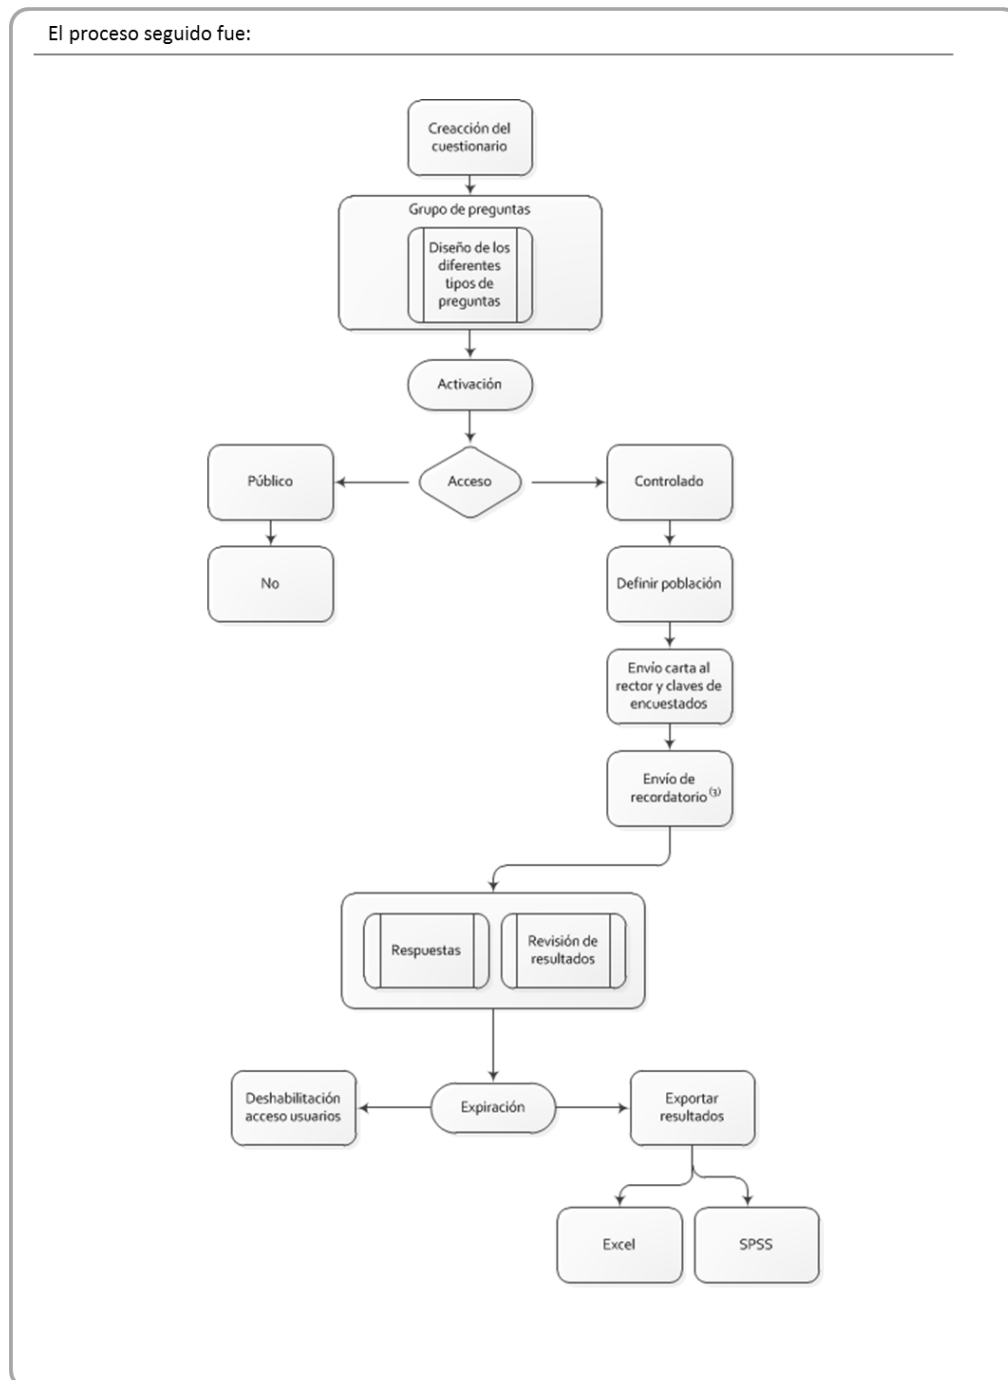 El proceso seguido fue:
Creacción del
cuestionario
Grupo de preguntas
Diseño de los
diferentes
tipos de
preguntas
Activación
Público
Acceso
Controlado
No
Definir población
Envío carta al
rector y claves de
encuestados
Envío de
recordatorio (3)
Respuestas
Revisión de
resultados
Deshabilitación
acceso usuarios
Expiración
Exportar
resultados
Excel
SPSS